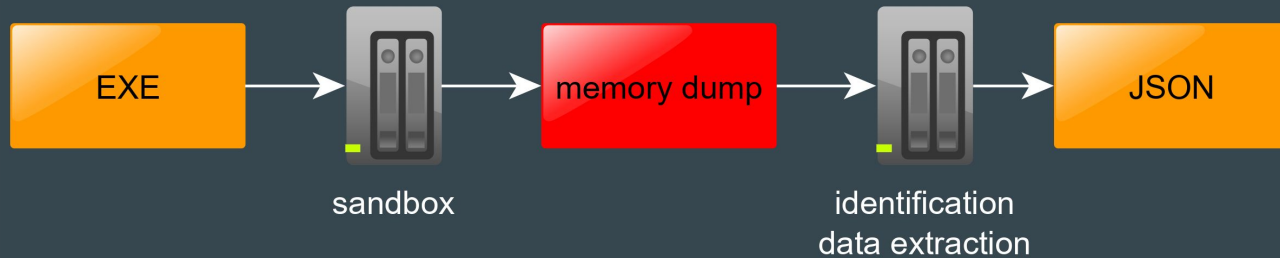 EXE
memory dump
JSON
sandbox
identification
data extraction